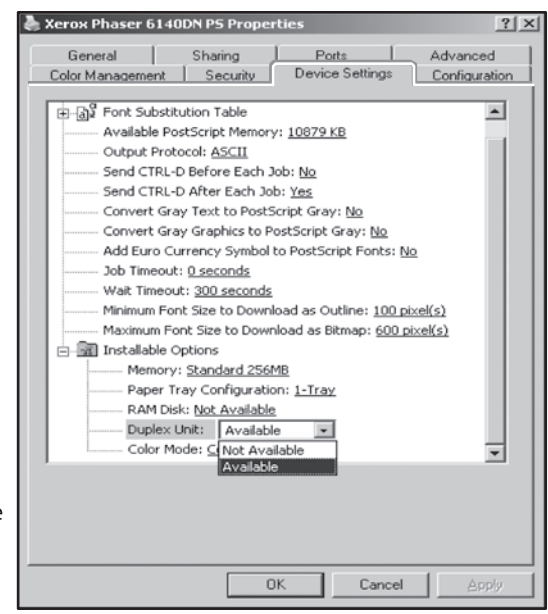 Xerox Phaser 6140DN PS Properties
General Sharing Ports Advanced
Color Management Security Device Settings Configuration
Font Substitution Table
Available PostScript Memory: 10879 KB
Output Protocol: ASCII
Send CTRL-D Before Each Job: No
Send CTRL-D After Each Job: Yes
Convert Gray Text to PostScript Gray: No
Convert Gray Graphics to PostScript Gray: No
Add Euro Currency Symbol to PostScript Fonts: No
Job Timeout: 0 seconds
Wait Timeout: 300 seconds
Minimum Font Size to Download as Outline: 100 pixel(s)
Maximum Font Size to Download as Bitmap: 600 pixel(s)
Installable Options
Memory: Standard 256MB
Paper Tray Configuration: 1-Tray
RAM Disk: Not Available
Duplex Unit: Available
Color Mode: C Not Available
Available
e
OK Cancel Apply